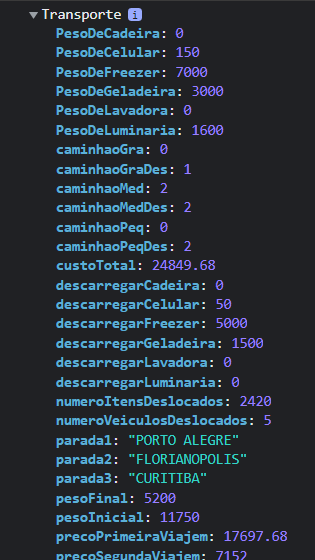 Transporte i
PesoDeCadeira: 0
PesoDeCelular: 150
PesoDeFreezer: 7000
PesoDeGeladeira: 3000
PesoDeLavadora: 0
PesoDeLuminaria: 1600
caminhaoGra: 0
caminhaoGraDes: 1
caminhaoMed: 2
caminhaoMedDes: 2
caminhaoPeq: 0
caminhaoPeqDes: 2
custoTotal: 24849.68
descarregarCadeira: 0
descarregarCelular: 50
descarregarFreezer: 5000
descarregarGeladeira: 1500
descarregarLavadora: 0
descarregarLuminaria: 0
numeroItensDeslocados: 2420
numeroVeiculosDeslocados: 5
parada1: "PORTO ALEGRE"
parada2: "FLORIANOPOLIS"
parada3: "CURITIBA"
pesoFinal: 5200
pesoInicial: 11750
precoPrimeiraViajem: 17697.68
precoSegundaViajem: 7152